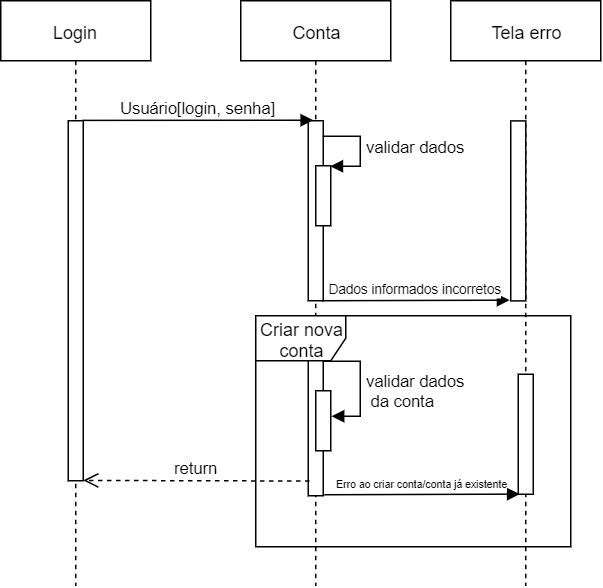 Login
Conta
Tela erro
Usuário[login, senha]
validar dados
Dados informados incorretos
Criar nova
conta
validar dados
da conta
return
Erro ao criar conta/conta já existente